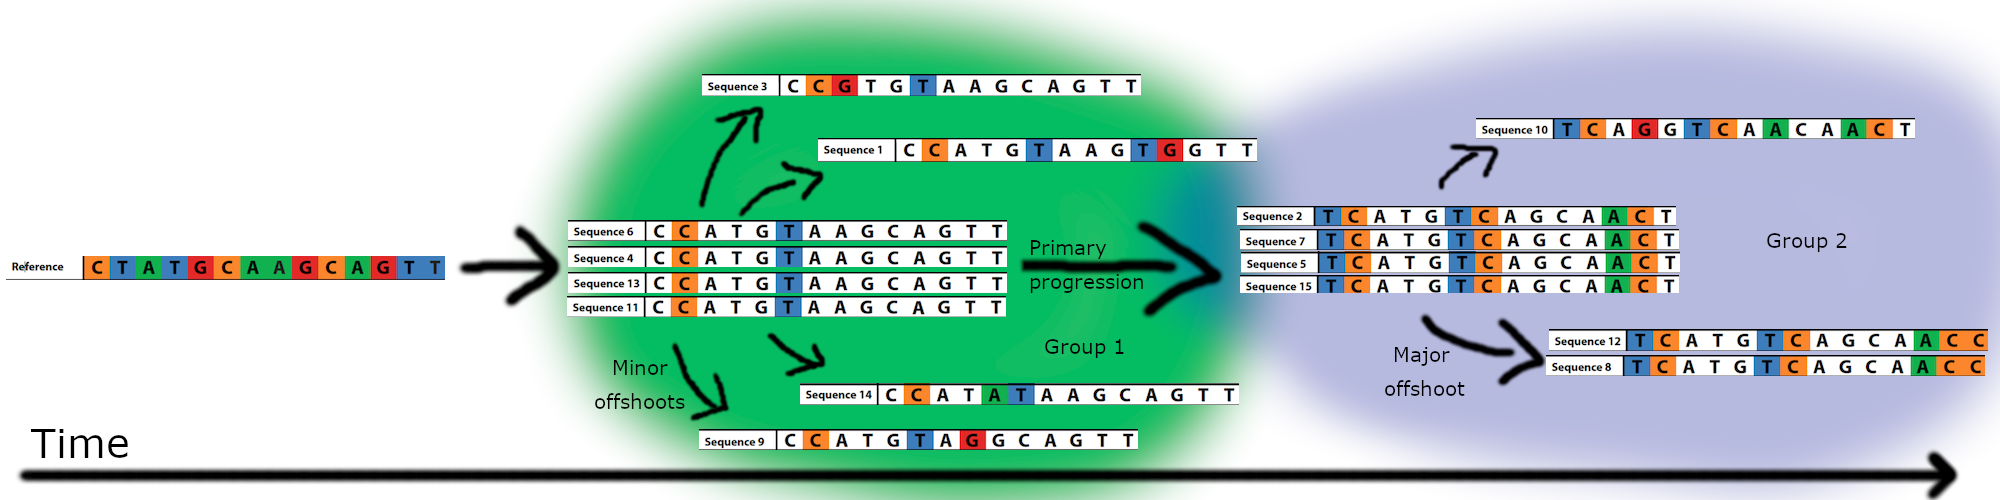 Sequence 3 C C G T G T A A G C A G T T
Sequence 1 C C A T G T A A G T G G T T
Sequence 10 T C A G G T C A A C A A C T
Reference C T A T G C A A G C A G T T
Sequence 6 C C A T G T A A G C A G T T
Sequence 4 C C A T G T A A G C A G T T
Sequence 13 C C A T G T A A G C A G T T
Sequence 11 C C A T G T A A G C A G T T
Primary
progression
Group 1
Sequence 2 T C A T G T C A G C A A C T
Sequence 7 T C A T G T C A G C A A C T
Sequence 5 T C A T G T C A G C A A C T
Sequence 15 T C A T G T C A G C A A C T
Group 2
Minor
offshoots
Sequence 14 C C A T A T A A G C A G T T
Sequence 9 C C A T G T A G G C A G T T
Major
offshoot
Sequence 12 T C A T G T C A G C A A C C
Sequence 8 T C A T G T C A G C A A C C
Time